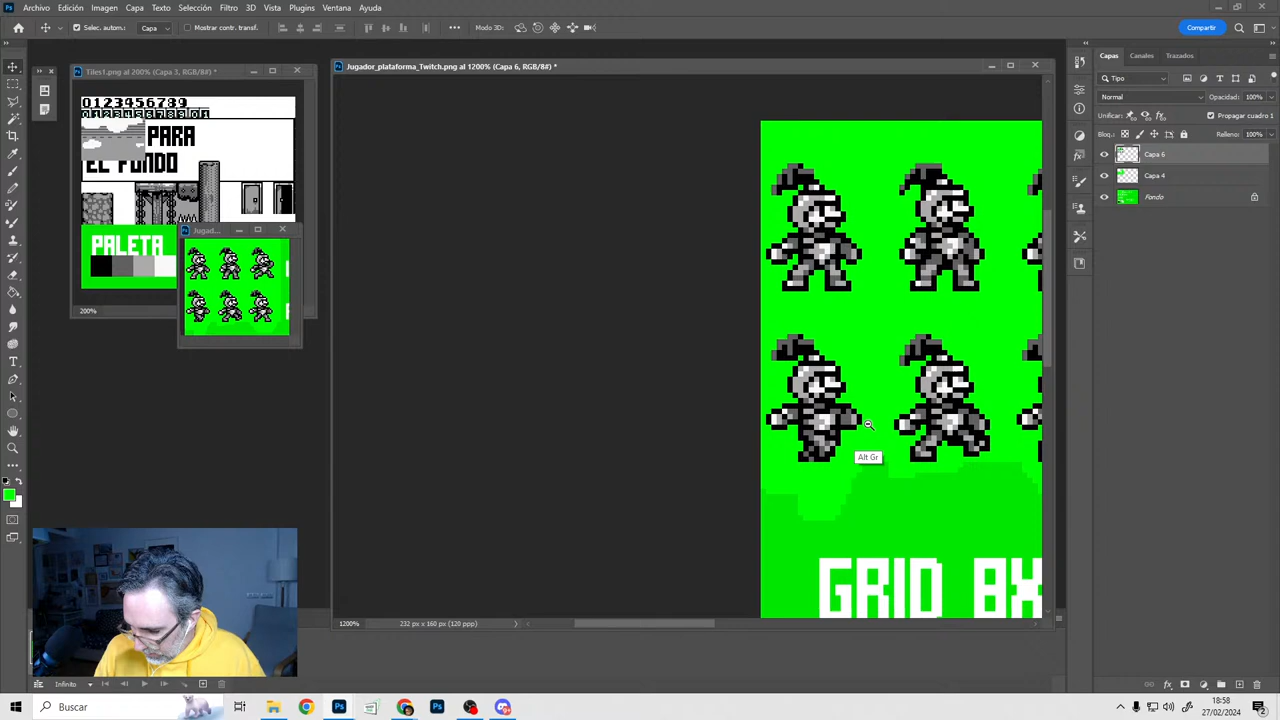 Archivo Edición Imagen Capa Texto Selección Filtro 3D Vista Plugins Ventana Ayuda
Selec. autom.: Capa Mostrar contr. transf. Modo 3D: Compartir
Tiles1.png al 200% (Capa 3, RGB/8#) *
Jugador_plataforma_Twitch.png al 1200% (Capa 6, RGB/8#) *
Capas Canales Trazados
Tipo
Normal Opacidad: 100%
Unificar: Propagar cuadro 1
Bloq.: Relleno: 100%
Capa 6
Capa 4
Fondo
0123456789
012345678901
PARA
EL FONDO
PALETA
Jugad...
200%
Alt Gr
GRID 8X
1200% 232 px x 160 px (120 ppp)
Infinito
Buscar
18:58
27/02/2024
2